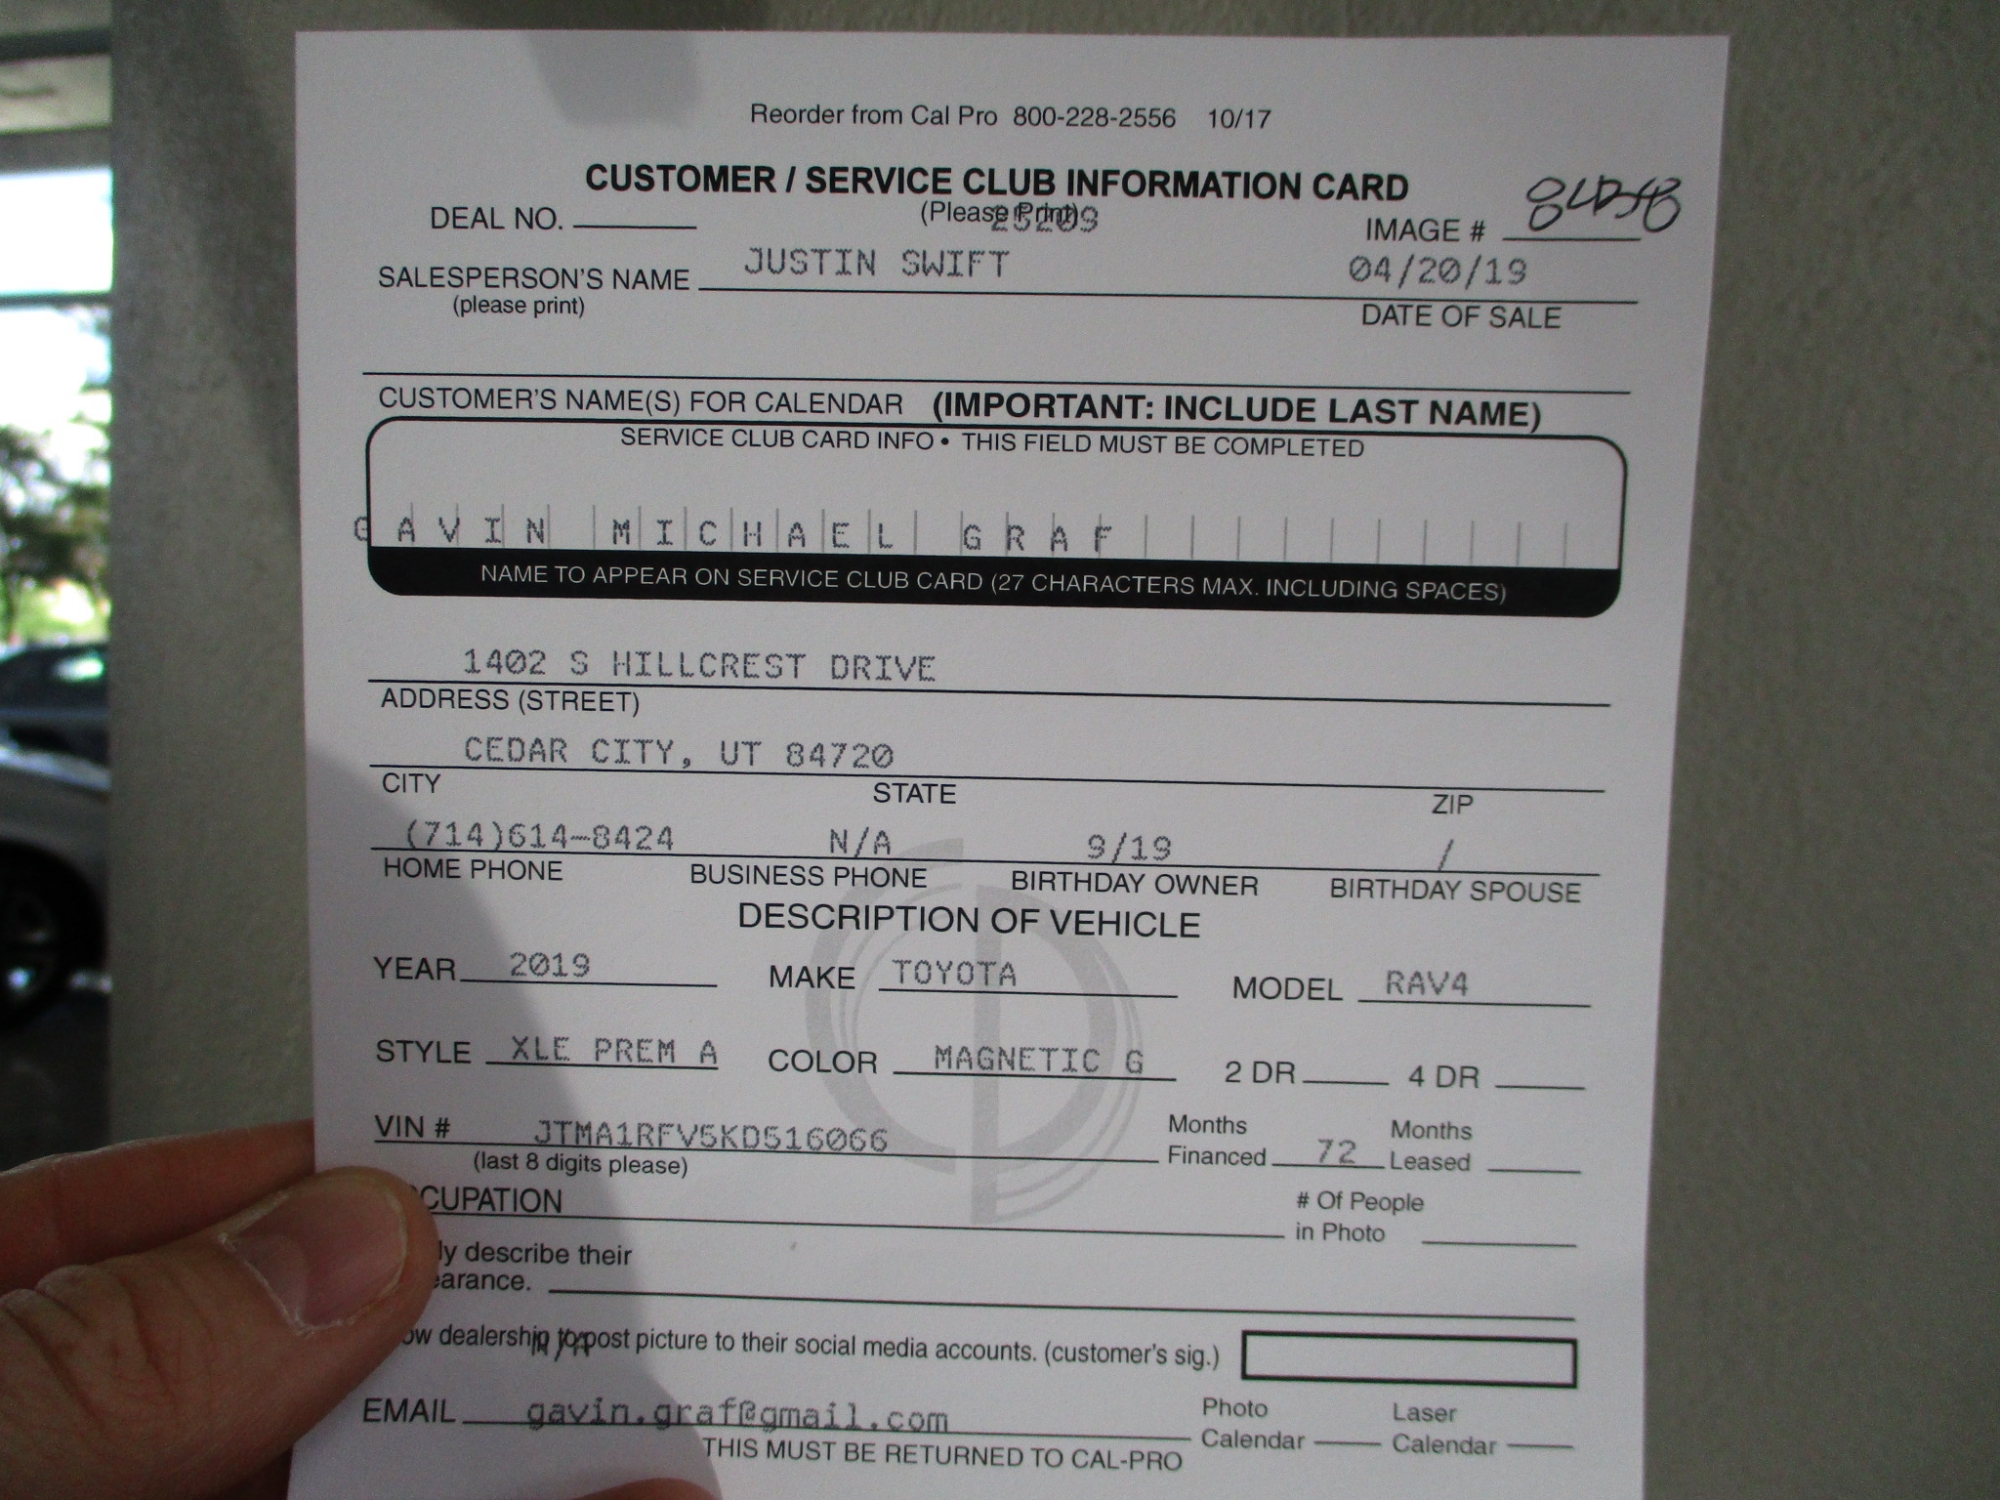 Reorder from Cal Pro 800-228-2556 10/17
CUSTOMER / SERVICE CLUB INFORMATION CARD
(Please Print)
DEAL NO. 25209 IMAGE #
JUSTIN SWIFT 04/20/19
SALESPERSON'S NAME
(please print) DATE OF SALE
CUSTOMER'S NAME(S) FOR CALENDAR (IMPORTANT: INCLUDE LAST NAME)
SERVICE CLUB CARD INFO • THIS FIELD MUST BE COMPLETED
GAVIN MICHAEL GRAF
NAME TO APPEAR ON SERVICE CLUB CARD (27 CHARACTERS MAX. INCLUDING SPACES)
1402 S HILLCREST DRIVE
ADDRESS (STREET)
CEDAR CITY, UT 84720
CITY STATE ZIP
(714)614-8424 N/A 9/19 /
HOME PHONE BUSINESS PHONE BIRTHDAY OWNER BIRTHDAY SPOUSE
DESCRIPTION OF VEHICLE
YEAR 2019 MAKE TOYOTA MODEL RAV4
STYLE XLE PREM A COLOR MAGNETIC G 2 DR 4 DR
VIN # JTMA1RFV5KD516066 Months Financed 72 Months Leased
(last 8 digits please)
CUPATION # Of People in Photo
ly describe their
earance.
ow dealership to post picture to their social media accounts. (customer's sig.)
N/A
EMAIL gavin.graf@gmail.com Photo Calendar Laser Calendar
THIS MUST BE RETURNED TO CAL-PRO